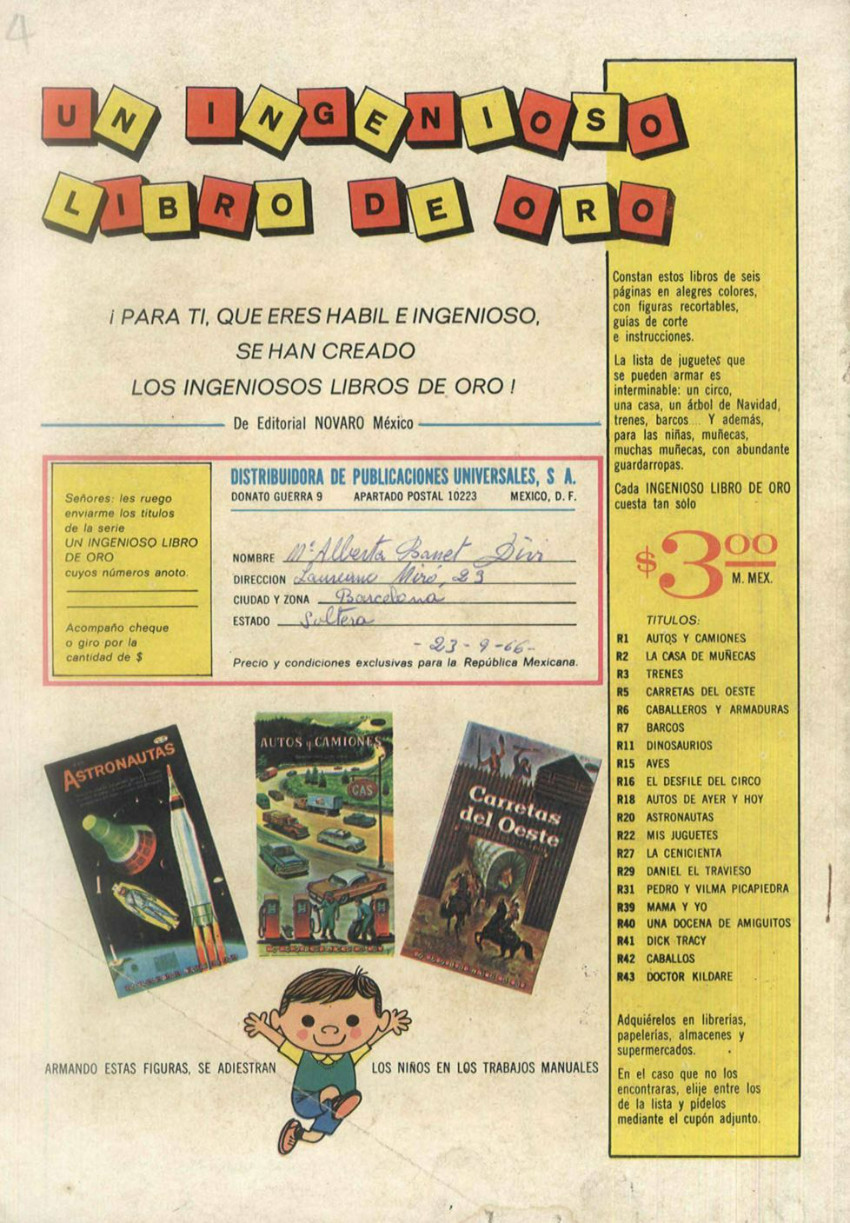 4
UN INGENIOSO
LIBRO DE ORO
¡ PARA TI, QUE ERES HABIL E INGENIOSO,
SE HAN CREADO
LOS INGENIOSOS LIBROS DE ORO !
De Editorial NOVARO México
Señores: les ruego
enviarme los titulos
de la serie
UN INGENIOSO LIBRO
DE ORO
cuyos números anoto.
Acompaño cheque
o giro por la
cantidad de $
DISTRIBUIDORA DE PUBLICACIONES UNIVERSALES, S A.
DONATO GUERRA 9 APARTADO POSTAL 10223 MEXICO, D. F.
NOMBRE Mª Alberta Banet
DIRECCION Laureano Miró, 23
CIUDAD Y ZONA Barcelona
ESTADO Soltera
- 23 - 9 - 66 -
Precio y condiciones exclusivas para la República Mexicana.
ASTRONAUTAS
AUTOS y CAMIONES
GAS
Carretas
del Oeste
ARMANDO ESTAS FIGURAS, SE ADIESTRAN LOS NIÑOS EN LOS TRABAJOS MANUALES
Constan estos libros de seis
páginas en alegres colores,
con figuras recortables,
guías de corte
e instrucciones.
La lista de juguetes que
se pueden armar es
interminable: un circo,
una casa, un árbol de Navidad,
trenes, barcos... Y además,
para las niñas, muñecas,
muchas muñecas, con abundante
guardarropas.
Cada INGENIOSO LIBRO DE ORO
cuesta tan sólo
$3.00
M. MEX.
TITULOS:
R1 AUTOS Y CAMIONES
R2 LA CASA DE MUÑECAS
R3 TRENES
R5 CARRETAS DEL OESTE
R6 CABALLEROS Y ARMADURAS
R7 BARCOS
R11 DINOSAURIOS
R15 AVES
R16 EL DESFILE DEL CIRCO
R18 AUTOS DE AYER Y HOY
R20 ASTRONAUTAS
R22 MIS JUGUETES
R27 LA CENICIENTA
R29 DANIEL EL TRAVIESO
R31 PEDRO Y VILMA PICAPIEDRA
R39 MAMA Y YO
R40 UNA DOCENA DE AMIGUITOS
R41 DICK TRACY
R42 CABALLOS
R43 DOCTOR KILDARE
Adquiérelos en librerías,
papelerías, almacenes y
supermercados.
En el caso que no los
encontraras, elije entre los
de la lista y pídelos
mediante el cupón adjunto.